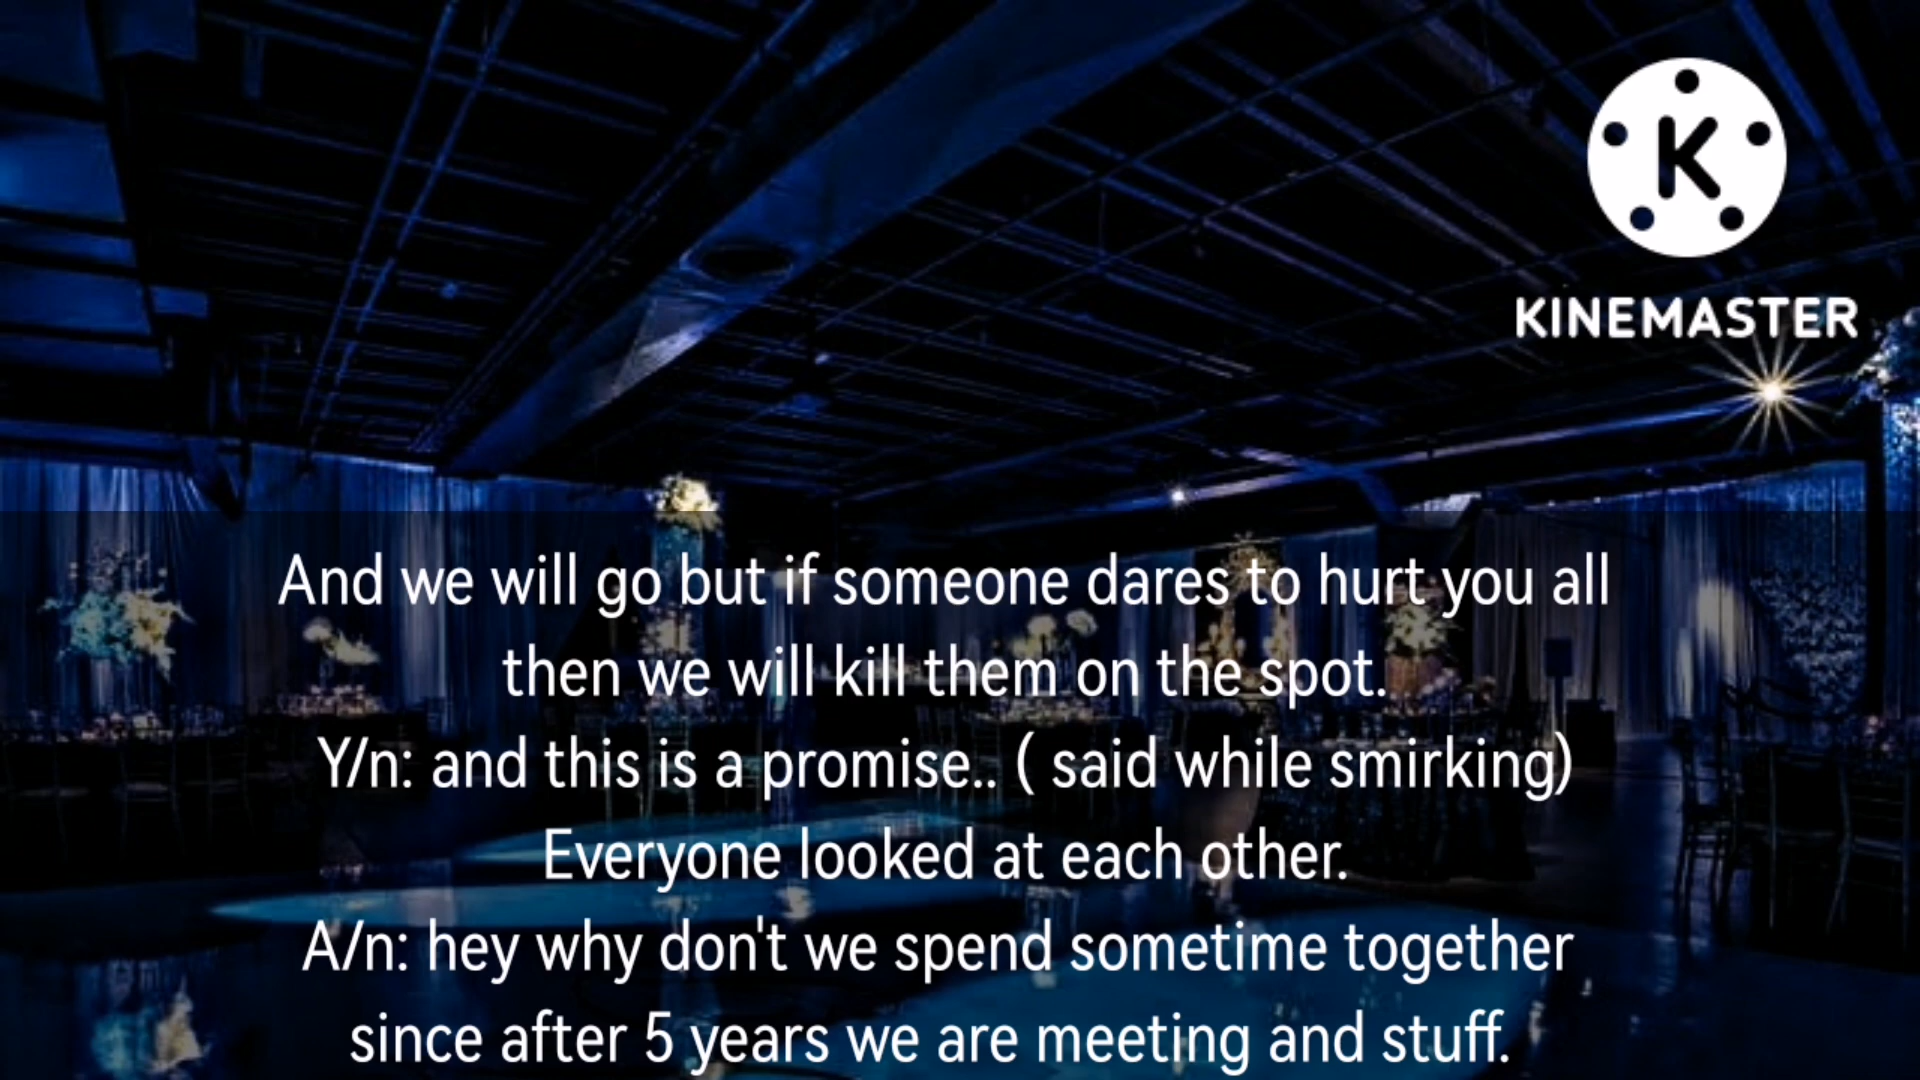 K
KINEMASTER
And we will go but if someone dares to hurt you all
then we will kill them on the spot.
Y/n: and this is a promise.. ( said while smirking)
Everyone looked at each other.
A/n: hey why don't we spend sometime together
since after 5 years we are meeting and stuff.